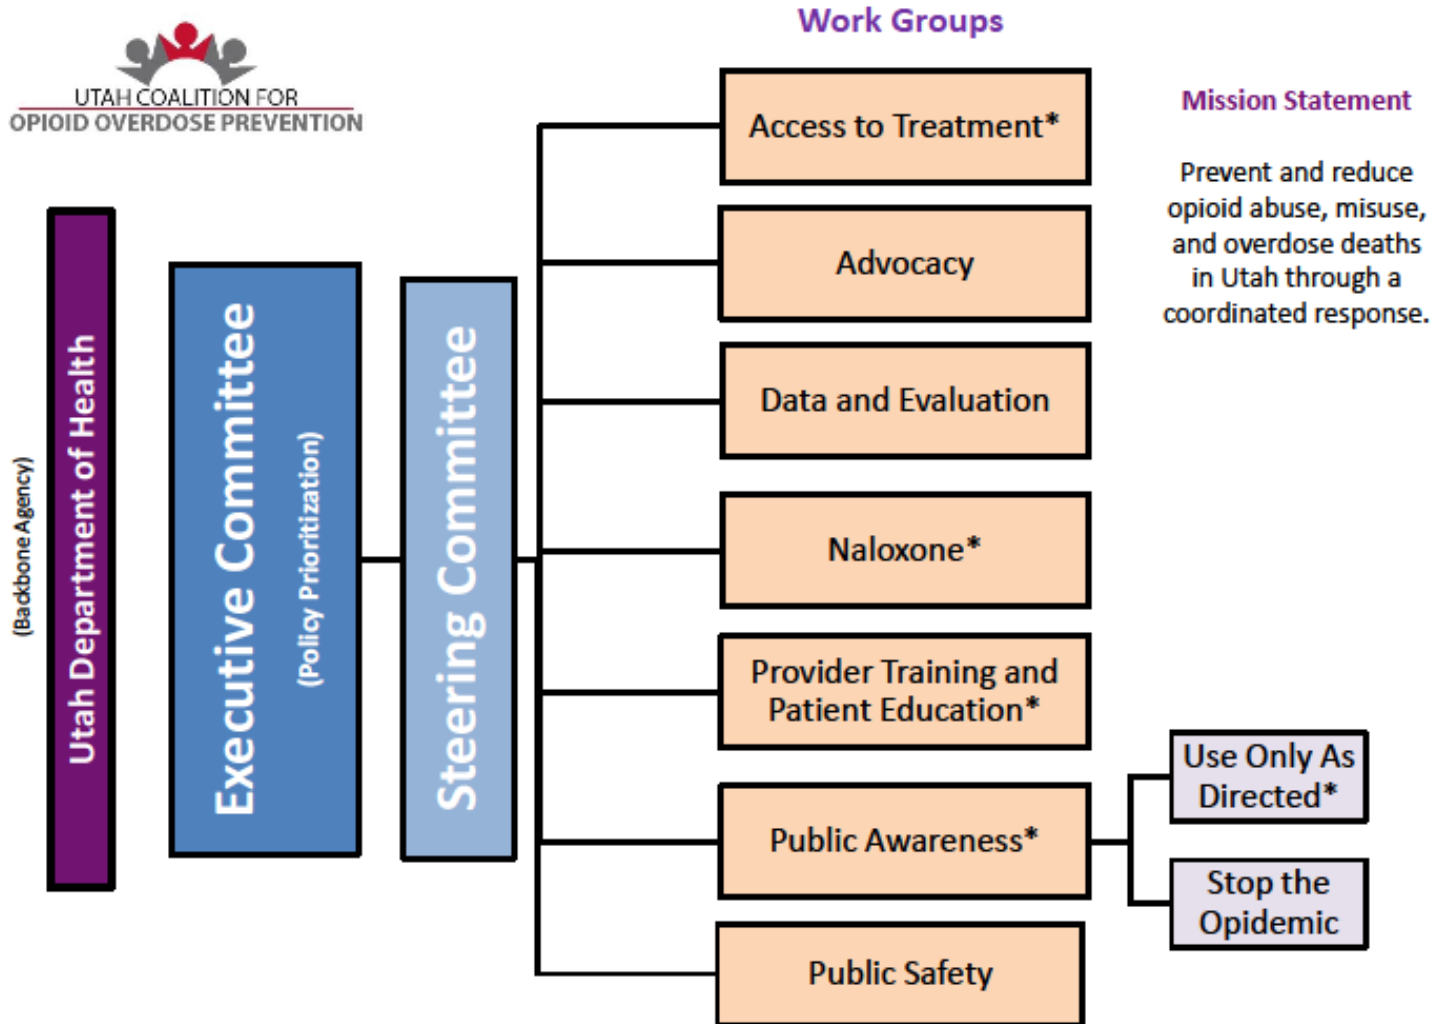 UTAH COALITION FOR
OPIOID OVERDOSE PREVENTION
(Backbone Agency)
Utah Department of Health
Executive Committee
(Policy Prioritization)
Steering Committee
Work Groups
Access to Treatment*
Advocacy
Data and Evaluation
Naloxone*
Provider Training and
Patient Education*
Public Awareness*
Public Safety
Use Only As
Directed*
Stop the
Opidemic
Mission Statement
Prevent and reduce
opioid abuse, misuse,
and overdose deaths
in Utah through a
coordinated response.